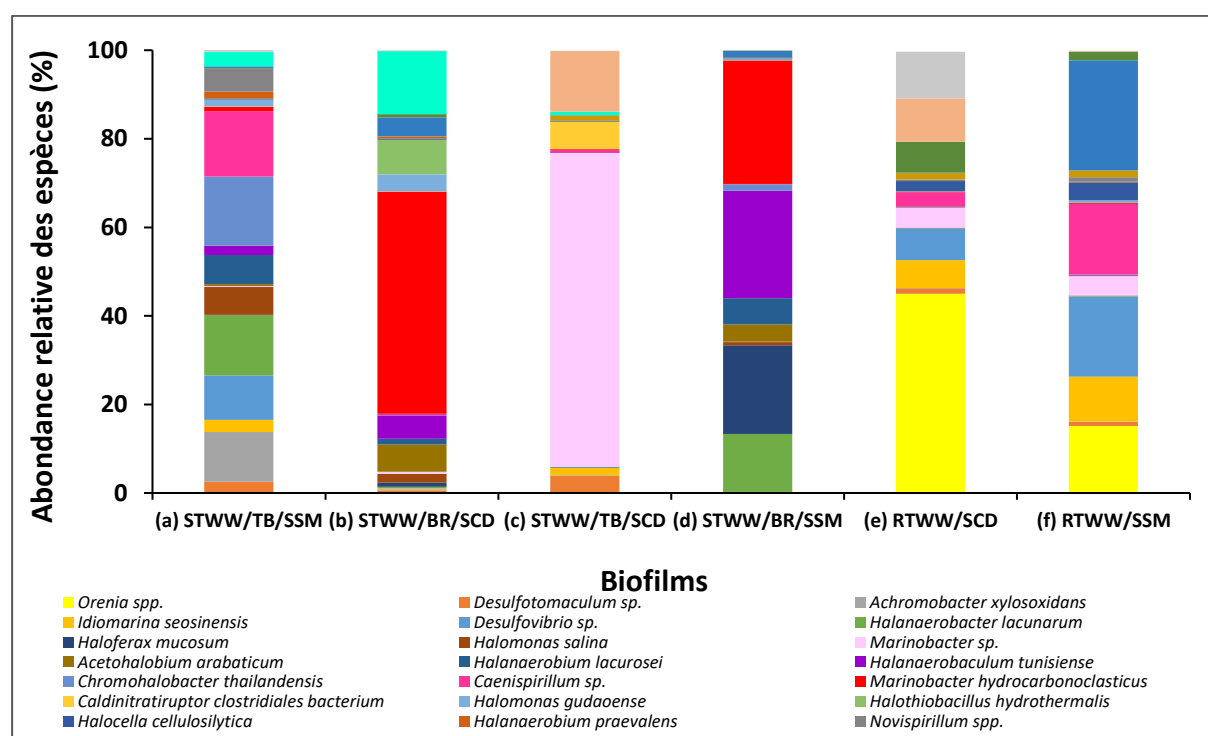 Abondance relative des espèces (%)
100
80
60
40
20
0
(a) STWW/TB/SSM (b) STWW/BR/SCD (c) STWW/TB/SCD (d) STWW/BR/SSM (e) RTWW/SCD (f) RTWW/SSM
Biofilms
Orenia spp. Desulfotomaculum sp. Achromobacter xylosoxidans
Idiomarina seosinensis Desulfovibrio sp. Halanaerobacter lacunarum
Haloferax mucosum Halomonas salina Marinobacter sp.
Acetohalobium arabaticum Halanaerobium lacurosei Halanaerobaculum tunisiense
Chromohalobacter thailandensis Caenispirillum sp. Marinobacter hydrocarbonoclasticus
Caldinitratiruptor clostridiales bacterium Halomonas gudaoense Halothiobacillus hydrothermalis
Halocella cellulosilytica Halanaerobium praevalens Novispirillum spp.